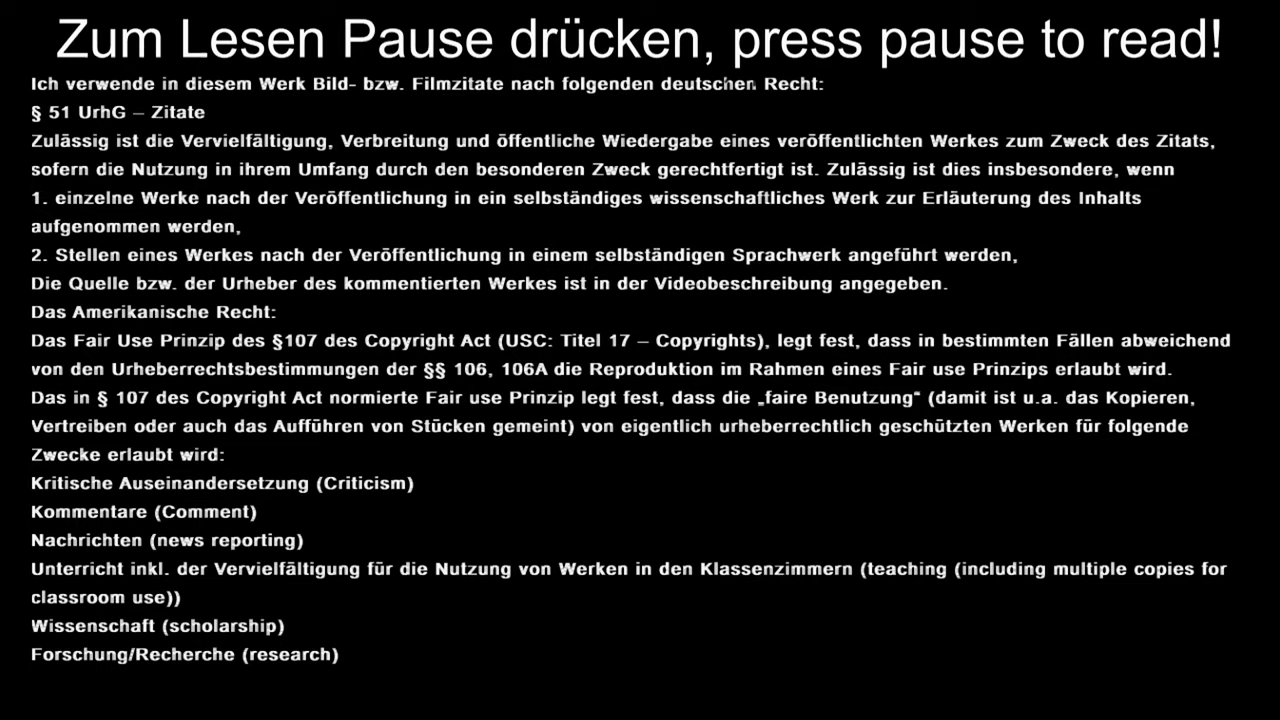 Zum Lesen Pause drücken, press pause to read!
Ich verwende in diesem Werk Bild- bzw. Filmzitate nach folgenden deutschen Recht:
§ 51 UrhG – Zitate
Zulässig ist die Vervielfältigung, Verbreitung und öffentliche Wiedergabe eines veröffentlichten Werkes zum Zweck des Zitats,
sofern die Nutzung in ihrem Umfang durch den besonderen Zweck gerechtfertigt ist. Zulässig ist dies insbesondere, wenn
1. einzelne Werke nach der Veröffentlichung in ein selbständiges wissenschaftliches Werk zur Erläuterung des Inhalts
aufgenommen werden,
2. Stellen eines Werkes nach der Veröffentlichung in einem selbständigen Sprachwerk angeführt werden,
Die Quelle bzw. der Urheber des kommentierten Werkes ist in der Videobeschreibung angegeben.
Das Amerikanische Recht:
Das Fair Use Prinzip des §107 des Copyright Act (USC: Titel 17 – Copyrights), legt fest, dass in bestimmten Fällen abweichend
von den Urheberrechtsbestimmungen der §§ 106, 106A die Reproduktion im Rahmen eines Fair use Prinzips erlaubt wird.
Das in § 107 des Copyright Act normierte Fair use Prinzip legt fest, dass die „faire Benutzung“ (damit ist u.a. das Kopieren,
Vertreiben oder auch das Aufführen von Stücken gemeint) von eigentlich urheberrechtlich geschützten Werken für folgende
Zwecke erlaubt wird:
Kritische Auseinandersetzung (Criticism)
Kommentare (Comment)
Nachrichten (news reporting)
Unterricht inkl. der Vervielfältigung für die Nutzung von Werken in den Klassenzimmern (teaching (including multiple copies for
classroom use))
Wissenschaft (scholarship)
Forschung/Recherche (research)